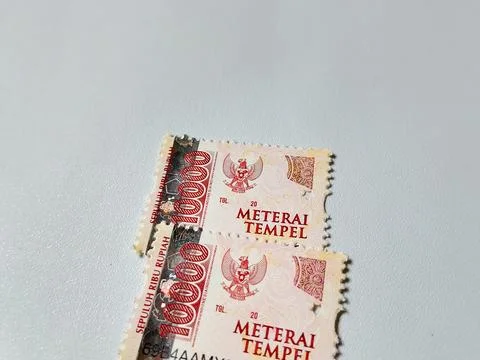 SEPULUH RIBU RUPIAH
10000
TGL. 20
METERAI
TEMPEL
SEPULUH RIBU RUPIAH
10000
TGL. 20
METERAI
TEMPEL